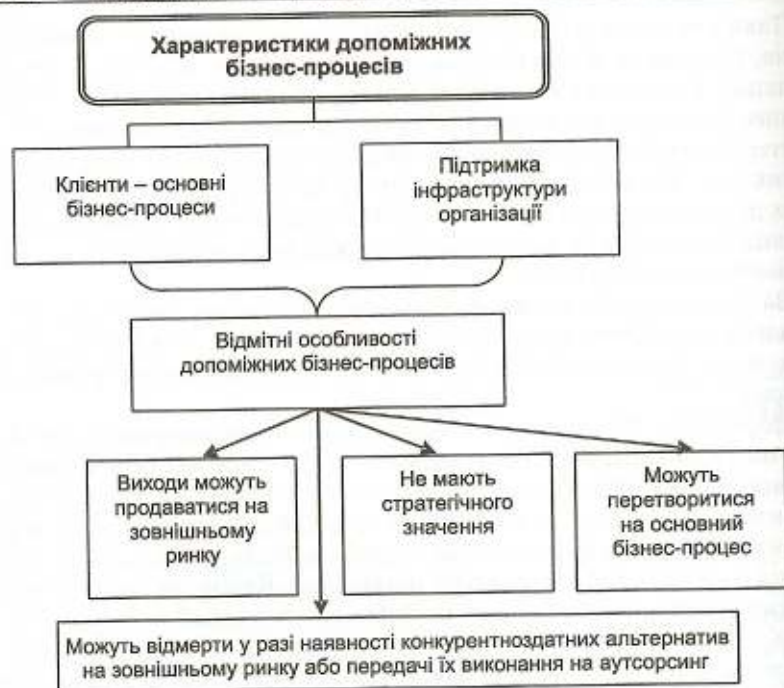 Характеристики допоміжних
бізнес-процесів
Клієнти – основні
бізнес-процеси
Підтримка
інфраструктури
організації
Відмітні особливості
допоміжних бізнес-процесів
Виходи можуть
продаватися на
зовнішньому
ринку
Не мають
стратегічного
значення
Можуть
перетворитися
на основний
бізнес-процес
Можуть відмерти у разі наявності конкурентноздатних альтернатив
на зовнішньому ринку або передачі їх виконання на аутсорсинг